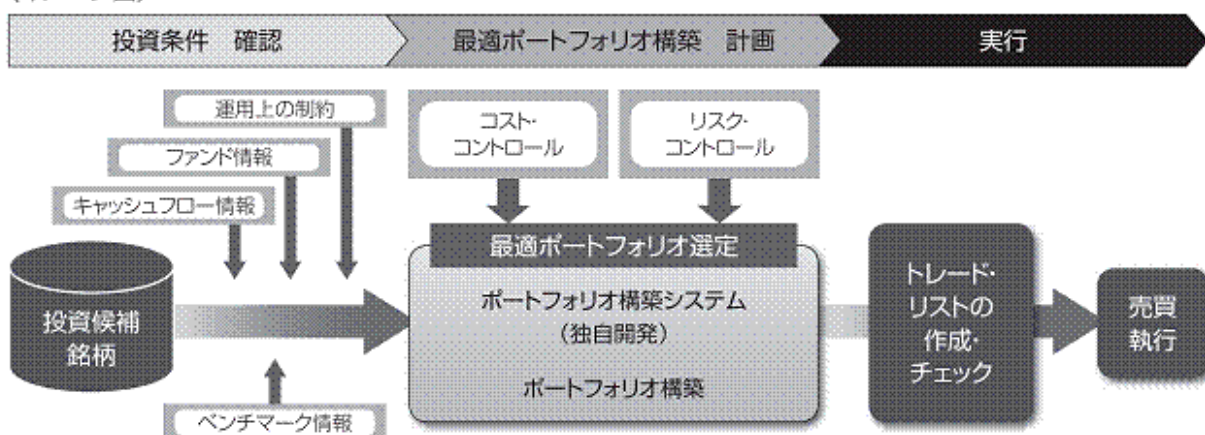 投資条件　確認
最適ポートフォリオ構築　計画
実行
運用上の制約
ファンド情報
キャッシュフロー情報
コスト・
コントロール
リスク・
コントロール
投資候補
銘柄
最適ポートフォリオ選定
ポートフォリオ構築システム
（独自開発）
ポートフォリオ構築
トレード・
リストの
作成・
チェック
売買
執行
ベンチマーク情報